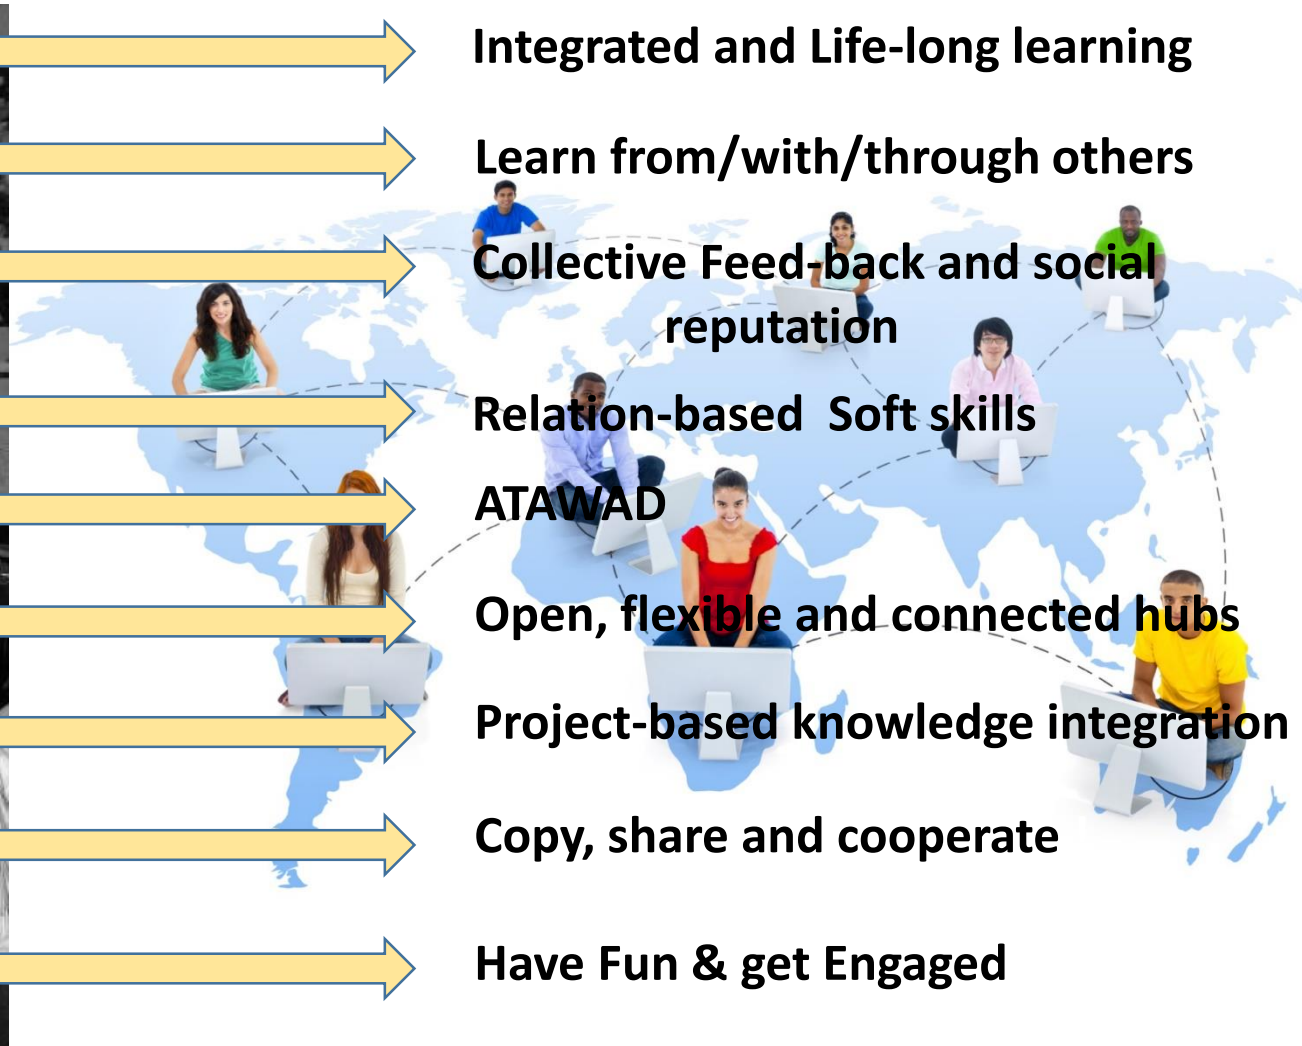 Integrated and Life-long learning
Learn from/with/through others
Collective Feed-back and social
reputation
Relation-based  Soft skills
ATAWAD
Open, flexible and connected hubs
Project-based knowledge integration
Copy, share and cooperate
Have Fun & get Engaged